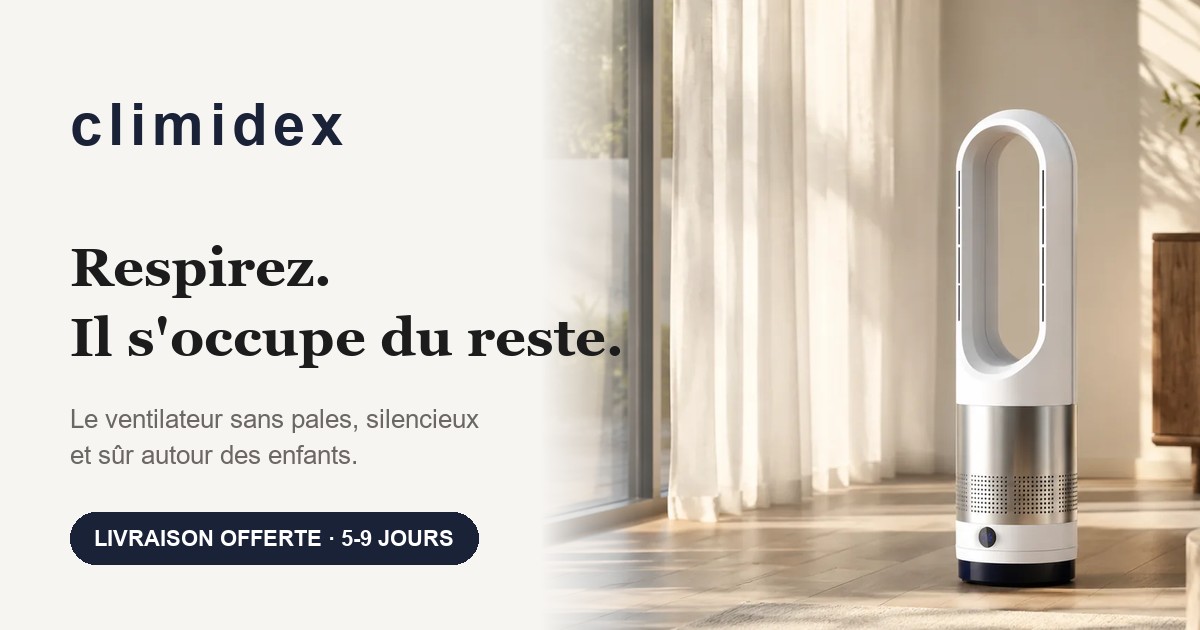 climidex
Respirez.
Il s'occupe du reste.
Le ventilateur sans pales, silencieux
et sûr autour des enfants.
LIVRAISON OFFERTE · 5-9 JOURS